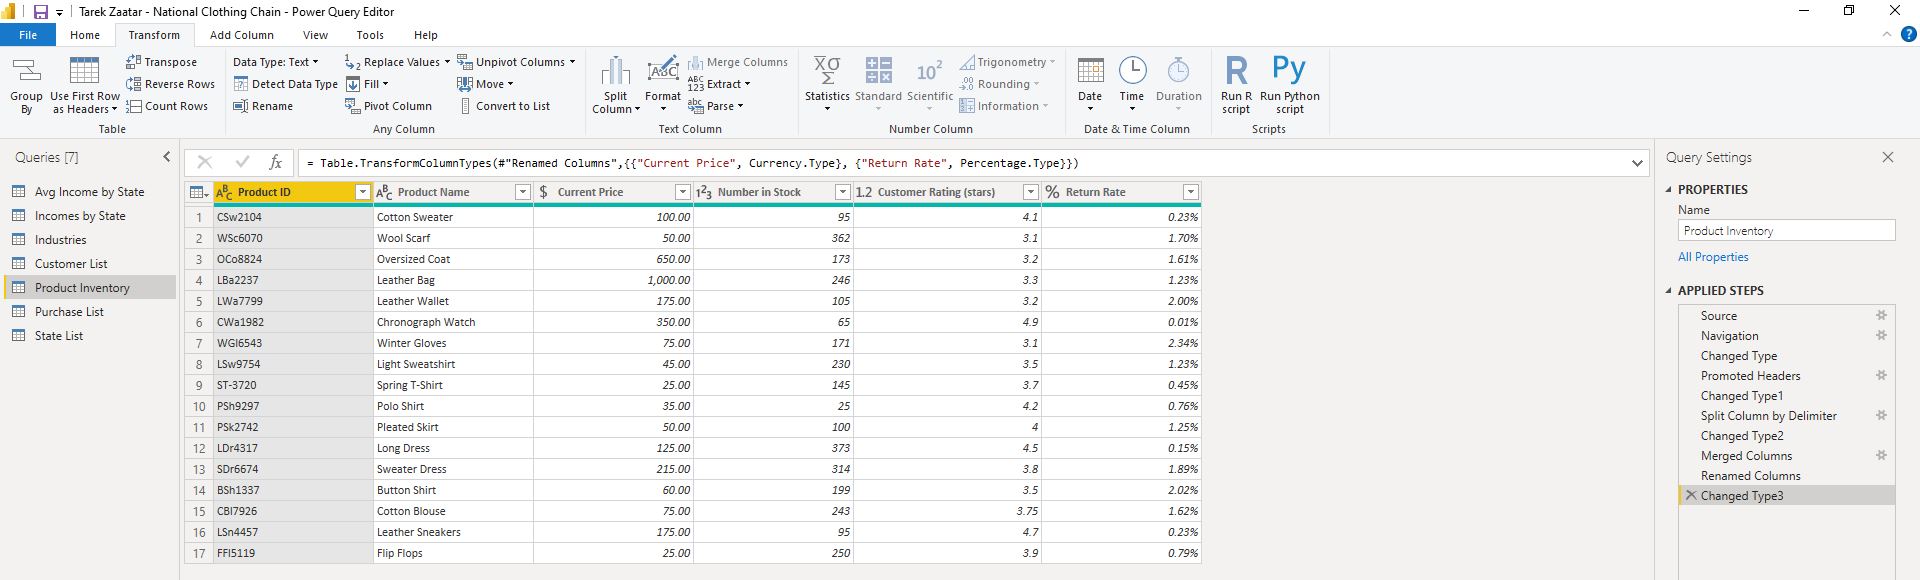 Tarek Zaatar - National Clothing Chain - Power Query Editor
File Home Transform Add Column View Tools Help
Group By
Use First Row as Headers
Transpose
Reverse Rows
Count Rows
Table
Data Type: Text
Detect Data Type
Rename
Replace Values
Fill
Pivot Column
Unpivot Columns
Move
Convert to List
Any Column
Split Column
ABC
Format
Merge Columns
ABC 123 Extract
abc Parse
Text Column
Statistics
Standard
10² Scientific
Trigonometry
.00 Rounding
Information
Number Column
Date
Time
Duration
Date & Time Column
R Run R script
Py Run Python script
Scripts
Queries [7]
Avg Income by State
Incomes by State
Industries
Customer List
Product Inventory
Purchase List
State List
fx = Table.TransformColumnTypes(#"Renamed Columns",{{"Current Price", Currency.Type}, {"Return Rate", Percentage.Type}})
ABC Product ID ABC Product Name $ Current Price 123 Number in Stock 1.2 Customer Rating (stars) % Return Rate
1 CSw2104 Cotton Sweater 100.00 95 4.1 0.23%
2 WSc6070 Wool Scarf 50.00 362 3.1 1.70%
3 OCo8824 Oversized Coat 650.00 173 3.2 1.61%
4 LBa2237 Leather Bag 1,000.00 246 3.3 1.23%
5 LWa7799 Leather Wallet 175.00 105 3.2 2.00%
6 CWa1982 Chronograph Watch 350.00 65 4.9 0.01%
7 WGl6543 Winter Gloves 75.00 171 3.1 2.34%
8 LSw9754 Light Sweatshirt 45.00 230 3.5 1.23%
9 ST-3720 Spring T-Shirt 25.00 145 3.7 0.45%
10 PSh9297 Polo Shirt 35.00 25 4.2 0.76%
11 PSk2742 Pleated Skirt 50.00 100 4 1.25%
12 LDr4317 Long Dress 125.00 373 4.5 0.15%
13 SDr6674 Sweater Dress 215.00 314 3.8 1.89%
14 BSh1337 Button Shirt 60.00 199 3.5 2.02%
15 CBl7926 Cotton Blouse 75.00 243 3.75 1.62%
16 LSn4457 Leather Sneakers 175.00 95 4.7 0.23%
17 FFl5119 Flip Flops 25.00 250 3.9 0.79%
Query Settings
PROPERTIES
Name
Product Inventory
All Properties
APPLIED STEPS
Source
Navigation
Changed Type
Promoted Headers
Changed Type1
Split Column by Delimiter
Changed Type2
Merged Columns
Renamed Columns
Changed Type3